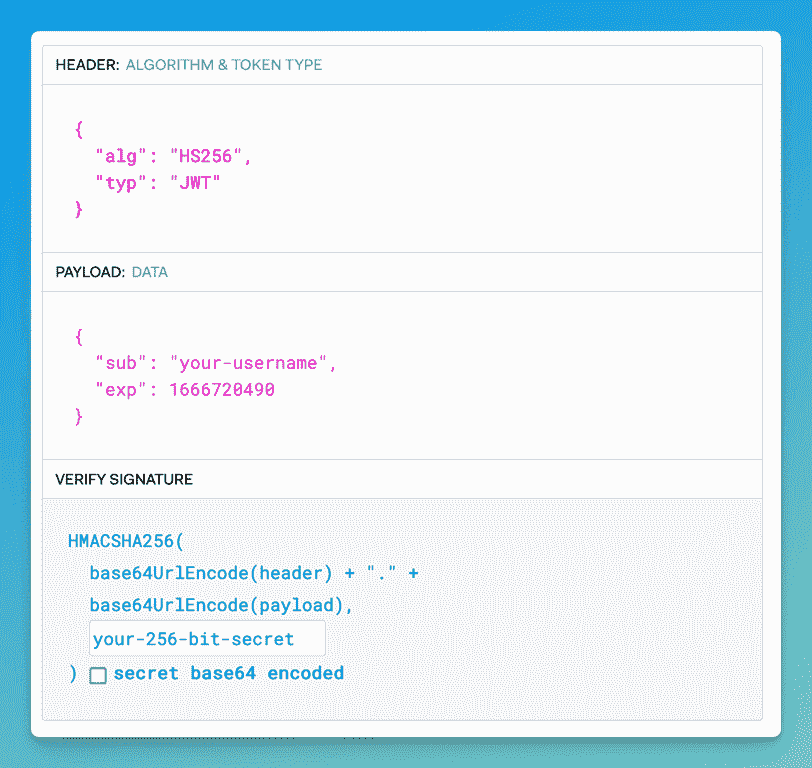 HEADER: ALGORITHM & TOKEN TYPE
{
"alg": "HS256",
"typ": "JWT"
}
PAYLOAD: DATA
{
"sub": "your-username",
"exp": 1666720490
}
VERIFY SIGNATURE
HMACSHA256(
base64UrlEncode(header) + "." +
base64UrlEncode(payload),
your-256-bit-secret
) secret base64 encoded